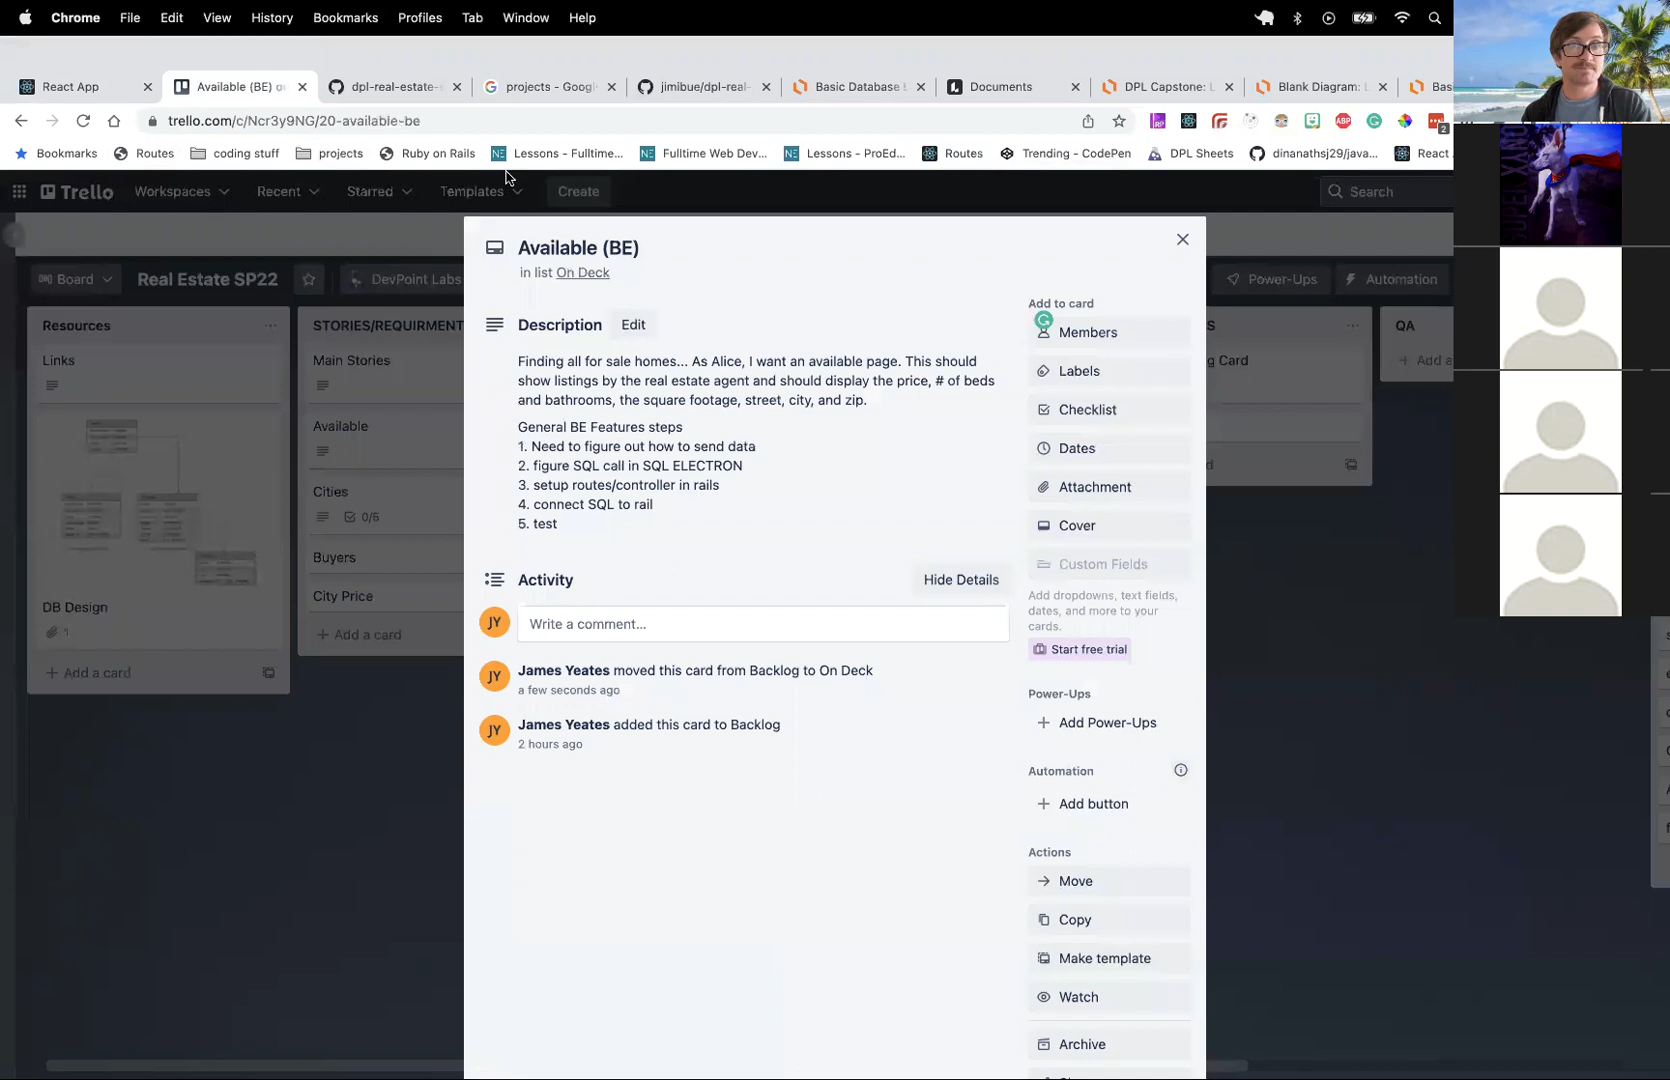 Chrome File Edit View History Bookmarks Profiles Tab Window Help
React App
Available (BE) o
dpl-real-estate-s
projects - Googl
jimibue/dpl-real-
Basic Database
Documents
DPL Capstone: L
Blank Diagram: L
Bas
trello.com/c/Ncr3y9NG/20-available-be
ABP
2
Bookmarks Routes coding stuff projects Ruby on Rails Lessons - Fulltime... Fulltime Web Dev... Lessons - ProEd... Routes Trending - CodePen DPL Sheets dinanathsj29/java... React
Trello Workspaces Recent Starred Templates Create Search
Board Real Estate SP22 DevPoint Labs Power-Ups Automation
Resources
Links
DB Design
1
+ Add a card
STORIES/REQUIRMENT
Main Stories
Available
Cities
0/5
Buyers
City Price
+ Add a card
Available (BE)
in list On Deck
Description Edit
Finding all for sale homes... As Alice, I want an available page. This should
show listings by the real estate agent and should display the price, # of beds
and bathrooms, the square footage, street, city, and zip.
General BE Features steps
1. Need to figure out how to send data
2. figure SQL call in SQL ELECTRON
3. setup routes/controller in rails
4. connect SQL to rail
5. test
Activity Hide Details
JY Write a comment...
JY James Yeates moved this card from Backlog to On Deck
a few seconds ago
JY James Yeates added this card to Backlog
2 hours ago
Add to card
Members
Labels
Checklist
Dates
Attachment
Cover
Custom Fields
Add dropdowns, text fields,
dates, and more to your
cards.
Start free trial
Power-Ups
+ Add Power-Ups
Automation
+ Add button
Actions
Move
Copy
Make template
Watch
Archive
S
g Card
d
QA
+ Add a